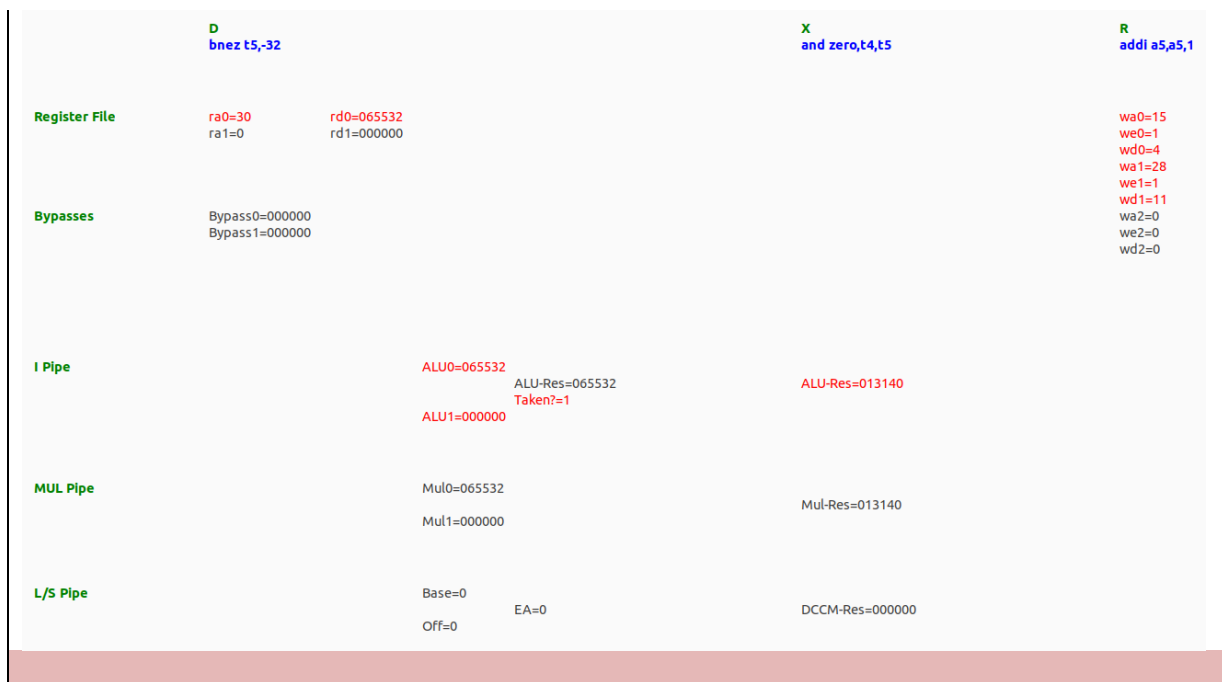 D X R
bnez t5,-32 and zero,t4,t5 addi a5,a5,1
Register File ra0=30 rd0=065532 wa0=15
ra1=0 rd1=000000 we0=1
wd0=4
wa1=28
we1=1
wd1=11
Bypasses Bypass0=000000 wa2=0
Bypass1=000000 we2=0
wd2=0
I Pipe ALU0=065532
ALU-Res=065532 ALU-Res=013140
Taken?=1
ALU1=000000
MUL Pipe Mul0=065532
Mul-Res=013140
Mul1=000000
L/S Pipe Base=0
EA=0 DCCM-Res=000000
Off=0